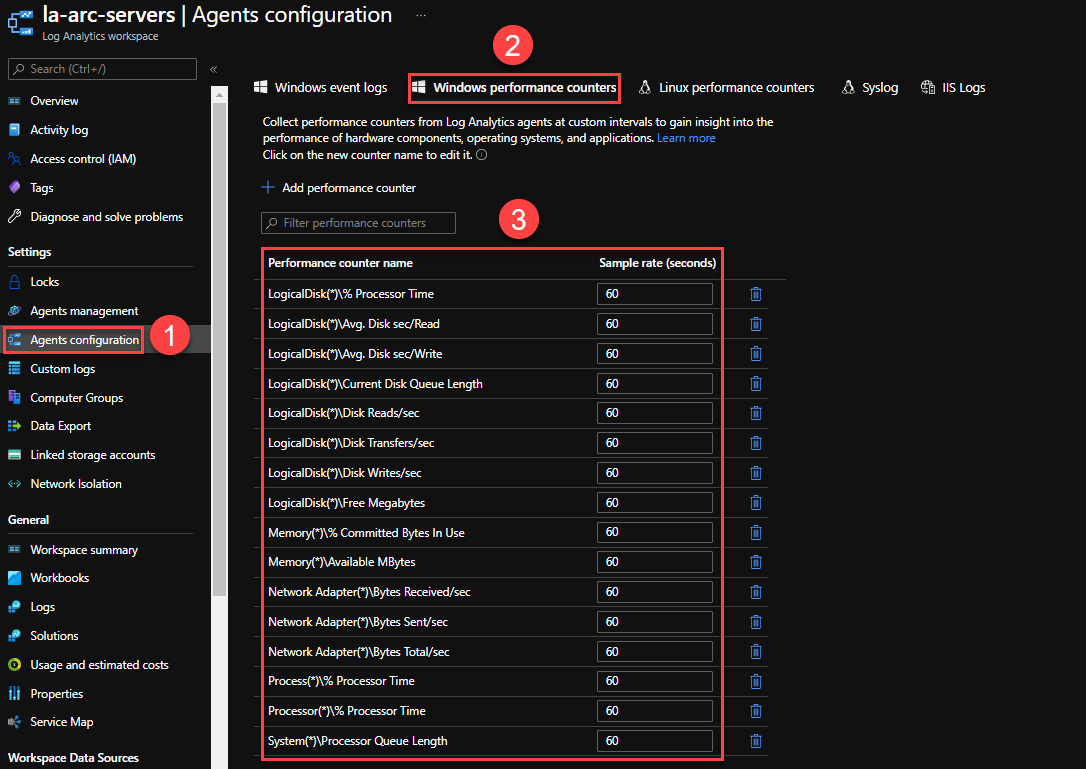 la-arc-servers | Agents configuration ...
Log Analytics workspace
Search (Ctrl+/)
«
Overview
Activity log
Access control (IAM)
Tags
Diagnose and solve problems
Settings
Locks
Agents management
Agents configuration
1
Custom logs
Computer Groups
Data Export
Linked storage accounts
Network Isolation
General
Workspace summary
Workbooks
Logs
Solutions
Usage and estimated costs
Properties
Service Map
Workspace Data Sources
2
Windows event logs
Windows performance counters
Linux performance counters
Syslog
IIS Logs
Collect performance counters from Log Analytics agents at custom intervals to gain insight into the
performance of hardware components, operating systems, and applications. Learn more
Click on the new counter name to edit it.
Add performance counter
Filter performance counters
3
Performance counter name Sample rate (seconds)
LogicalDisk(*)\% Processor Time 60
LogicalDisk(*)\Avg. Disk sec/Read 60
LogicalDisk(*)\Avg. Disk sec/Write 60
LogicalDisk(*)\Current Disk Queue Length 60
LogicalDisk(*)\Disk Reads/sec 60
LogicalDisk(*)\Disk Transfers/sec 60
LogicalDisk(*)\Disk Writes/sec 60
LogicalDisk(*)\Free Megabytes 60
Memory(*)\% Committed Bytes In Use 60
Memory(*)\Available MBytes 60
Network Adapter(*)\Bytes Received/sec 60
Network Adapter(*)\Bytes Sent/sec 60
Network Adapter(*)\Bytes Total/sec 60
Process(*)\% Processor Time 60
Processor(*)\% Processor Time 60
System(*)\Processor Queue Length 60